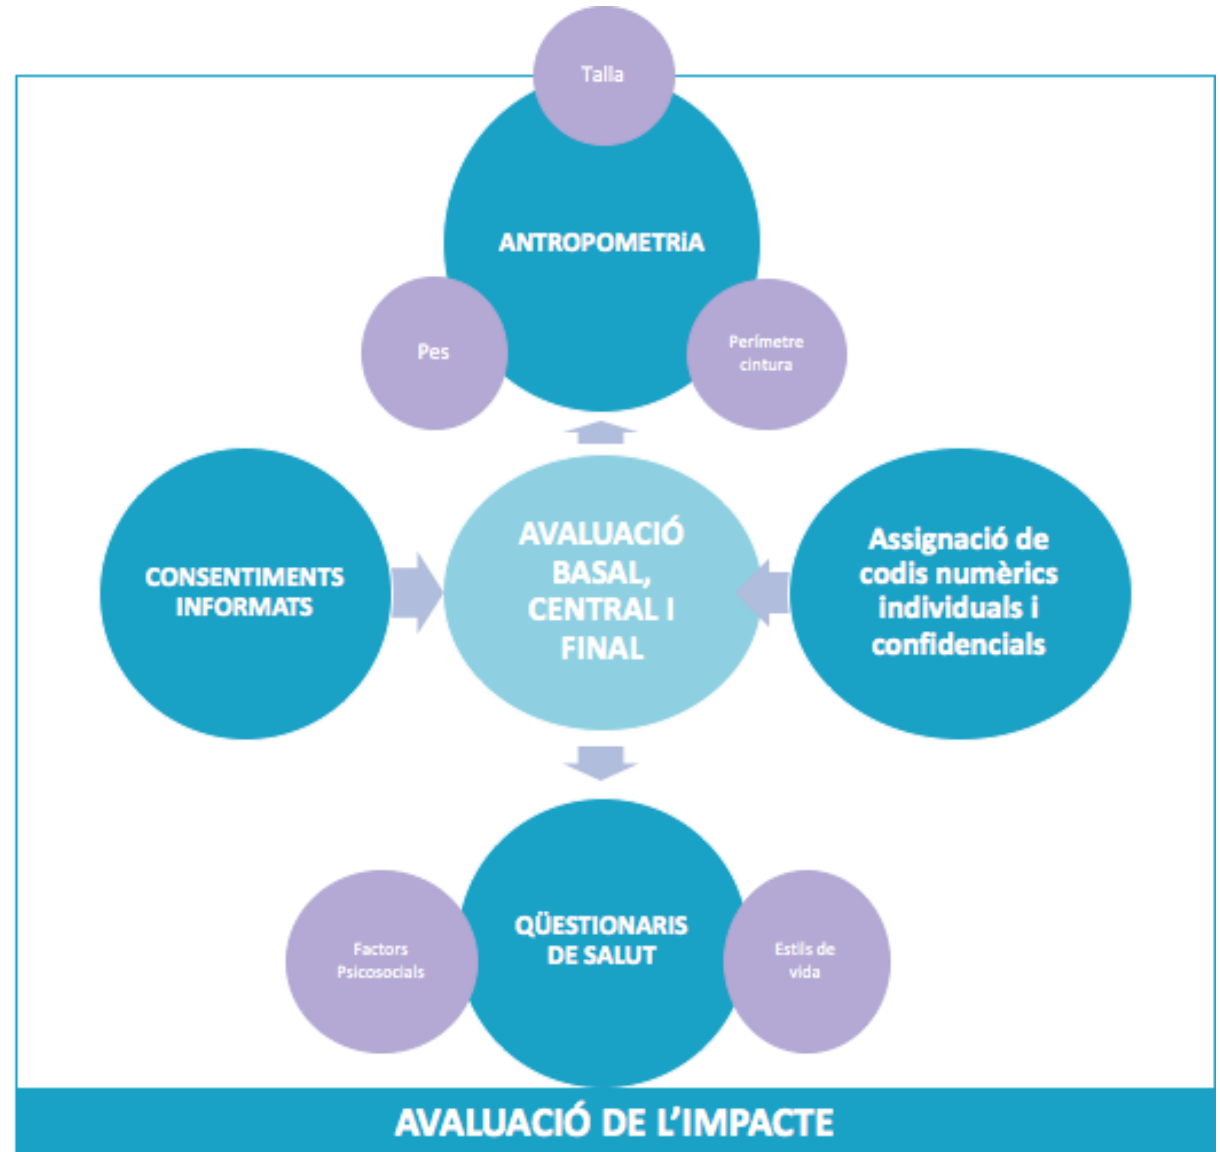 Talla
ANTROPOMETRiA
Pes
Perímetre
cintura
CONSENTIMENTS
INFORMATS
AVALUACIÓ
BASAL,
CENTRAL I
FINAL
Assignació de
codis numèrics
individuals i
confidencials
QÜESTIONARIS
DE SALUT
Factors
Psicosocials
Estils de
vida
AVALUACIÓ DE L’IMPACTE